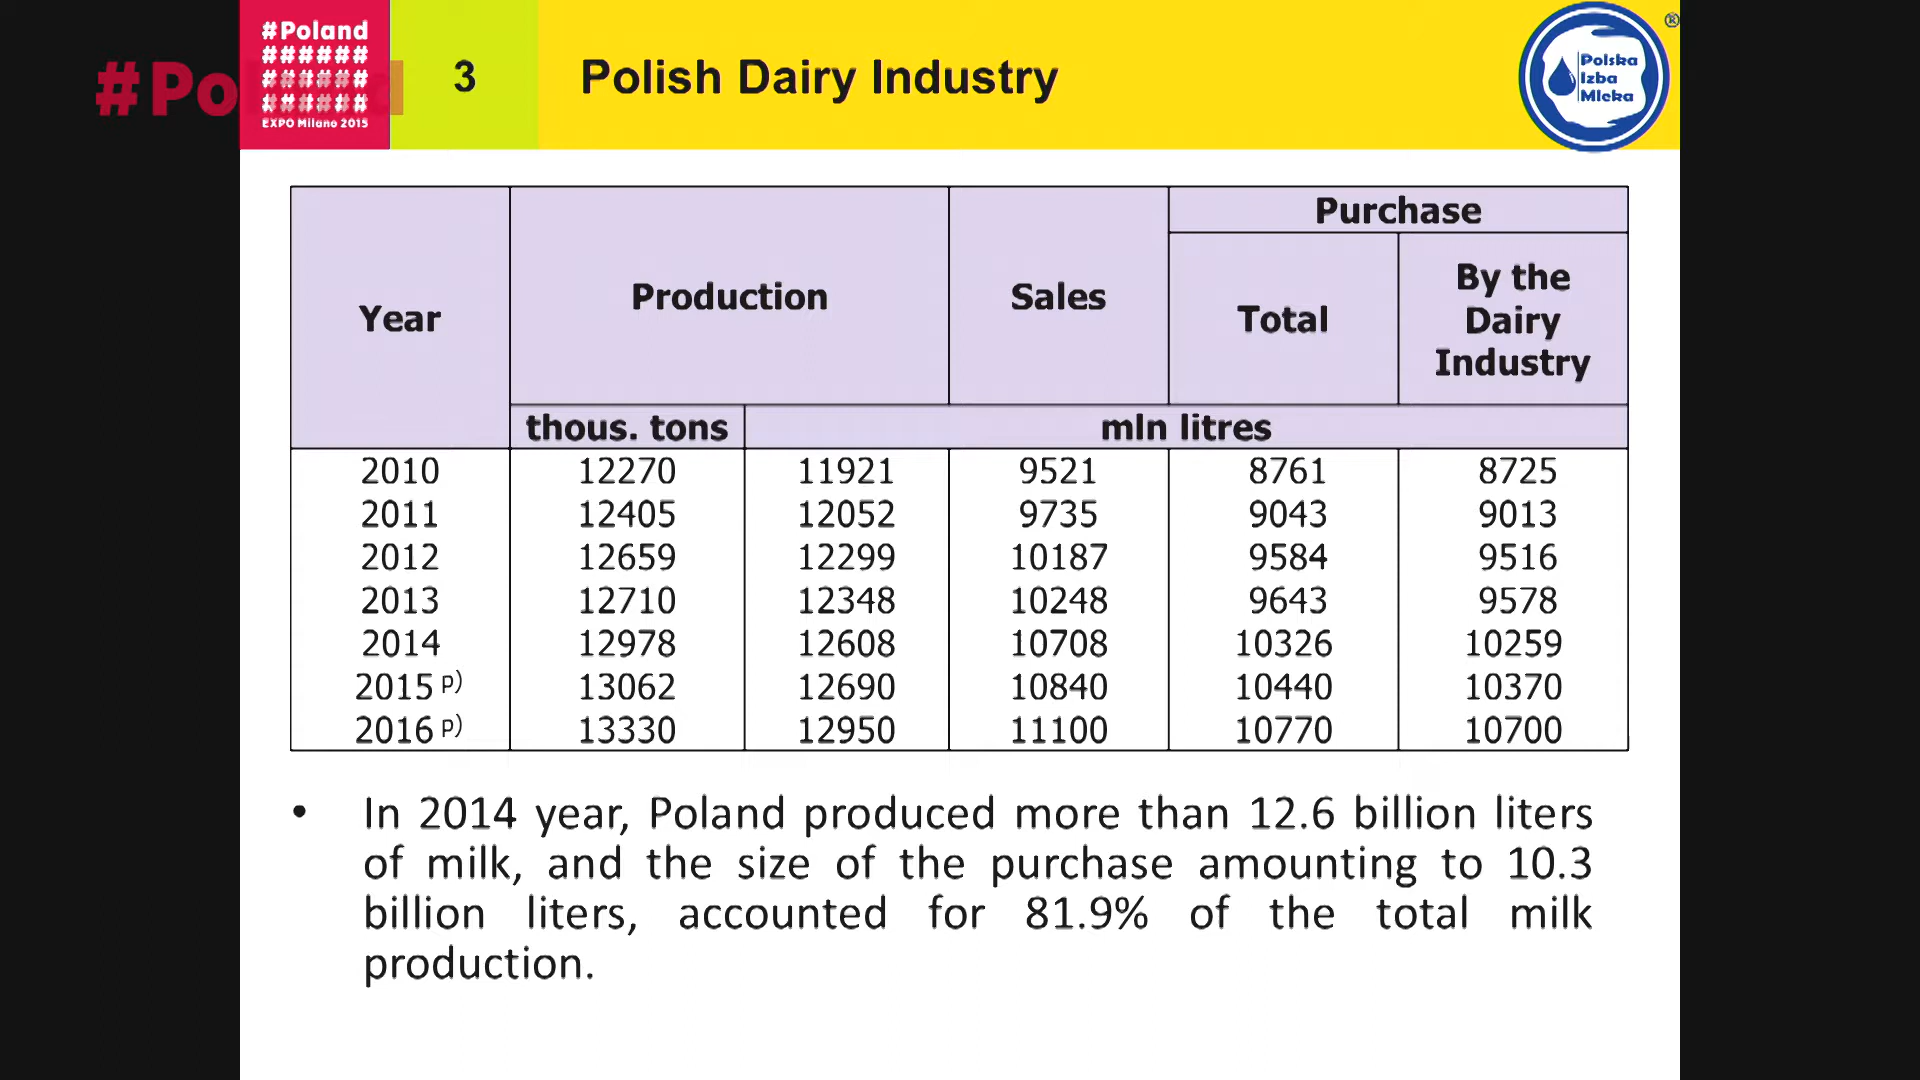 #Poland
######
######
######
EXPO Milano 2015
#Po
3
Polish Dairy Industry
®
Polska
Izba
Mleka
Year
Production
Sales
Purchase
Total
By the
Dairy
Industry
thous. tons
mln litres
2010 12270 11921 9521 8761 8725
2011 12405 12052 9735 9043 9013
2012 12659 12299 10187 9584 9516
2013 12710 12348 10248 9643 9578
2014 12978 12608 10708 10326 10259
2015 p) 13062 12690 10840 10440 10370
2016 p) 13330 12950 11100 10770 10700
• In 2014 year, Poland produced more than 12.6 billion liters
of milk, and the size of the purchase amounting to 10.3
billion liters, accounted for 81.9% of the total milk
production.